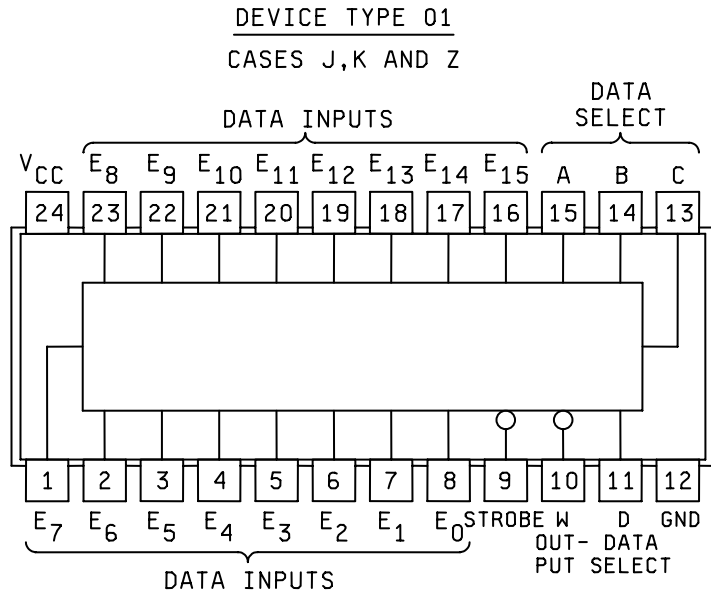 DEVICE TYPE 01
CASES J,K AND Z
DATA INPUTS
DATA
SELECT
VCC E8 E9 E10 E11 E12 E13 E14 E15 A B C
24 23 22 21 20 19 18 17 16 15 14 13
1 2 3 4 5 6 7 8 9 10 11 12
E7 E6 E5 E4 E3 E2 E1 E0 STROBE W D GND
OUT- DATA
PUT SELECT
DATA INPUTS